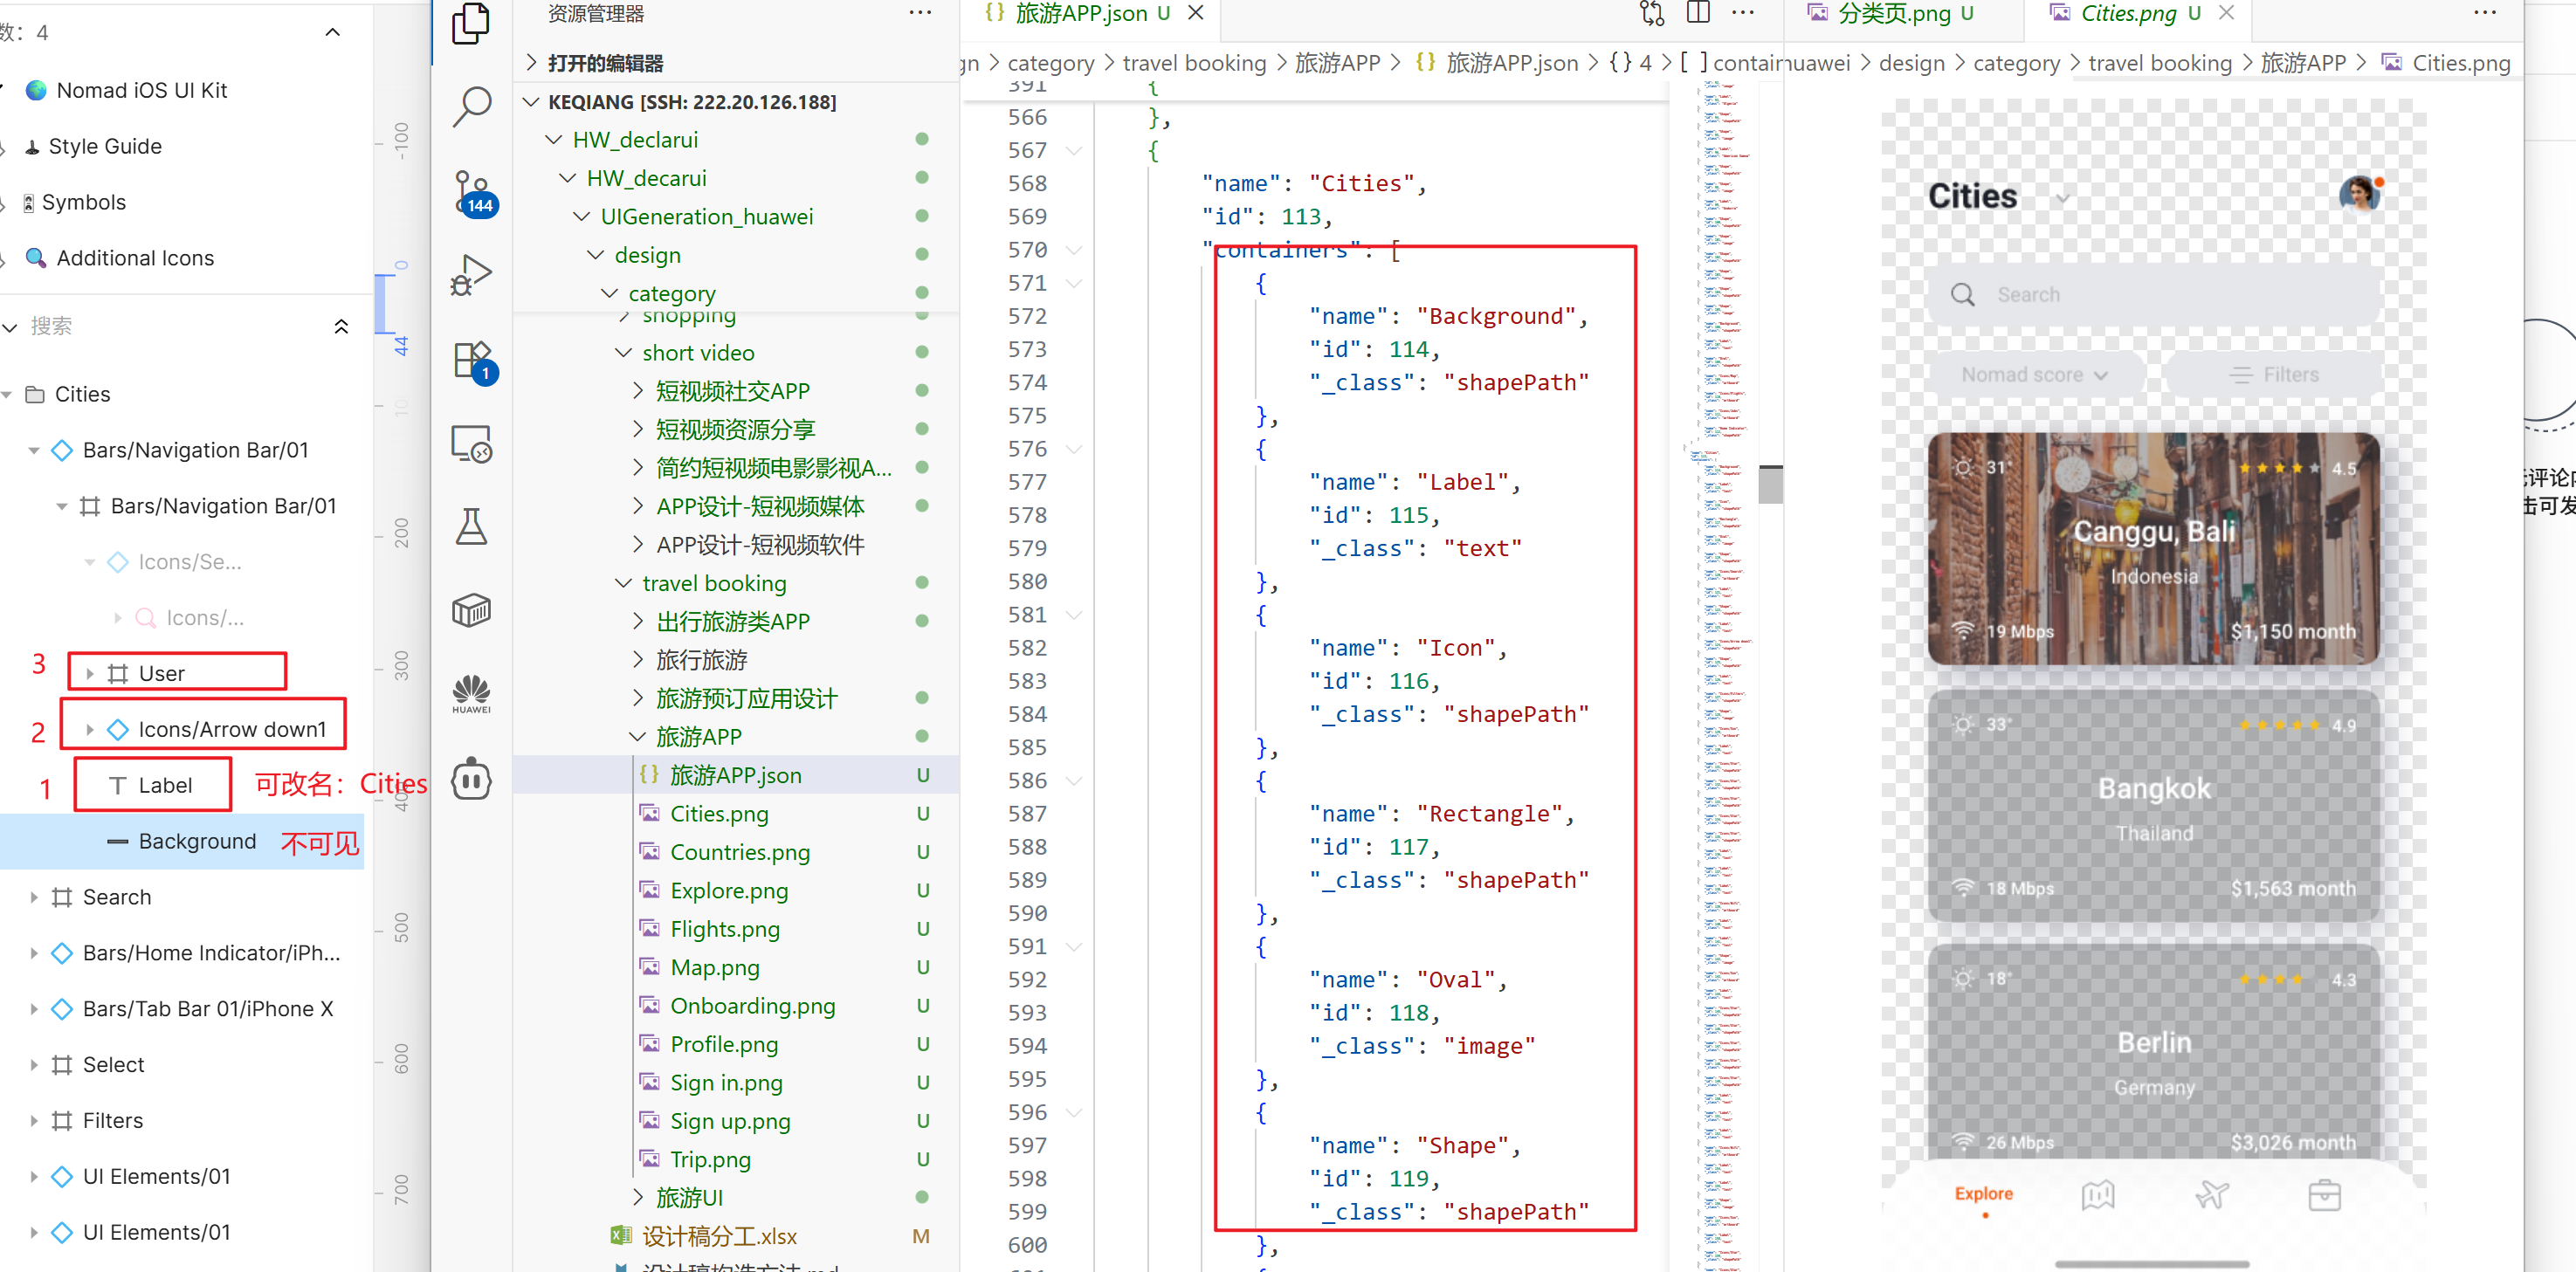 数：4
Nomad iOS UI Kit
Style Guide
Symbols
Additional Icons
搜索
Cities
Bars/Navigation Bar/01
Bars/Navigation Bar/01
Icons/Se...
Icons/...
3
User
2
Icons/Arrow down1
1
Label
可改名：Cities
Background
不可见
Search
Bars/Home Indicator/iPh...
Bars/Tab Bar 01/iPhone X
Select
Filters
UI Elements/01
UI Elements/01
-100
0
44
10
200
300
400
500
600
700
144
1
HUAWEI
资源管理器
打开的编辑器
KEQIANG [SSH: 222.20.126.188]
HW_declarui
HW_decarui
UIGeneration_huawei
design
category
shopping
short video
短视频社交APP
短视频资源分享
简约短视频电影影视A...
APP设计-短视频媒体
APP设计-短视频软件
travel booking
出行旅游类APP
旅行旅游
旅游预订应用设计
旅游APP
{} 旅游APP.json U
Cities.png U
Countries.png U
Explore.png U
Flights.png U
Map.png U
Onboarding.png U
Profile.png U
Sign in.png U
Sign up.png U
Trip.png U
旅游UI
设计稿分工.xlsx M
设计稿构造方法.md
{} 旅游APP.json U
gn > category > travel booking > 旅游APP > {} 旅游APP.json > {} 4 > [ ] contain
391 {
566 },
567 {
568 "name": "Cities",
569 "id": 113,
570 "containers": [
571 {
572 "name": "Background",
573 "id": 114,
574 "_class": "shapePath"
575 },
576 {
577 "name": "Label",
578 "id": 115,
579 "_class": "text"
580 },
581 {
582 "name": "Icon",
583 "id": 116,
584 "_class": "shapePath"
585 },
586 {
587 "name": "Rectangle",
588 "id": 117,
589 "_class": "shapePath"
590 },
591 {
592 "name": "Oval",
593 "id": 118,
594 "_class": "image"
595 },
596 {
597 "name": "Shape",
598 "id": 119,
599 "_class": "shapePath"
600 },
分类页.png U
Cities.png U
huawei > design > category > travel booking > 旅游APP > Cities.png
Cities
Search
Nomad score
Filters
31°
4.5
Canggu, Bali
Indonesia
19 Mbps
$1,150 month
33°
4.9
Bangkok
Thailand
18 Mbps
$1,563 month
18°
4.3
Berlin
Germany
26 Mbps
$3,026 month
Explore
评论
击可发